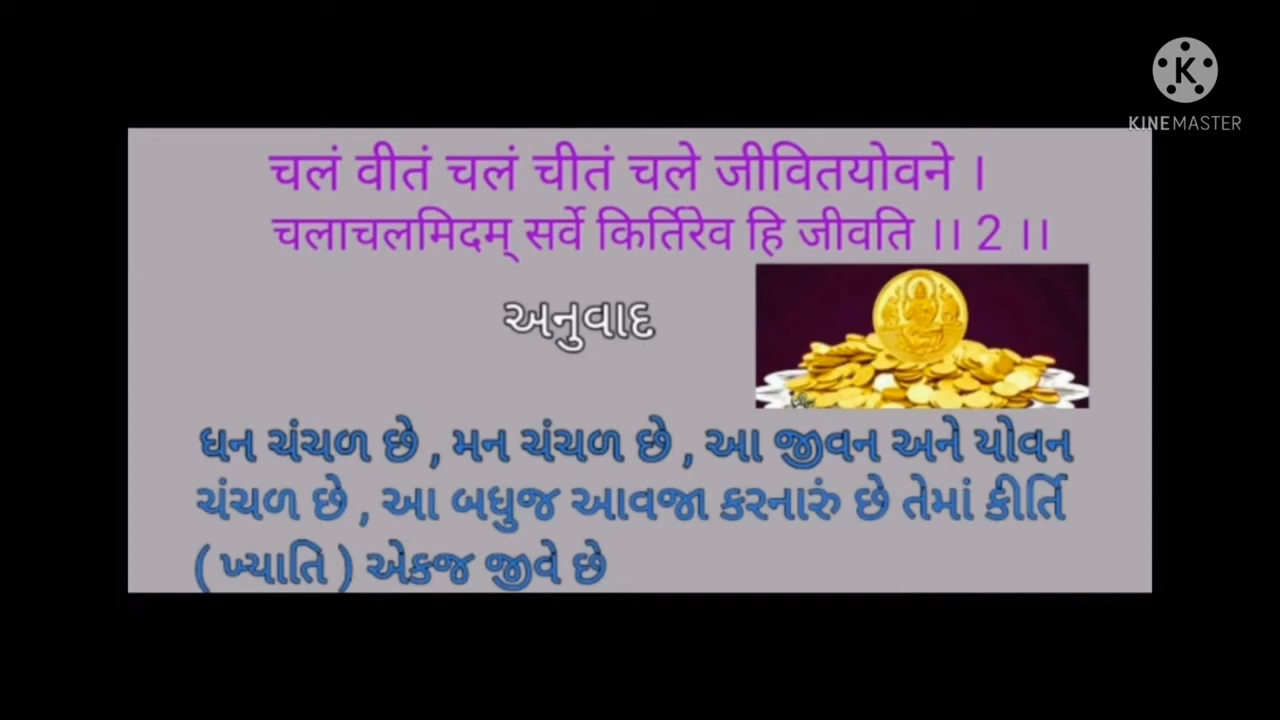 K
KINEMASTER
चलं वीतं चलं चीतं चले जीवितयोवने ।
चलाचलमिदम् सर्वे किर्तिरेव हि जीवति ।। 2 ।।
અનુવાદ
ધન ચંચળ છે , મન ચંચળ છે , આ જીવન અને યોવન
ચંચળ છે , આ બધુજ આવજા કરનારું છે તેમાં કીર્તિ
( ખ્યાતિ ) એકજ જીવે છે